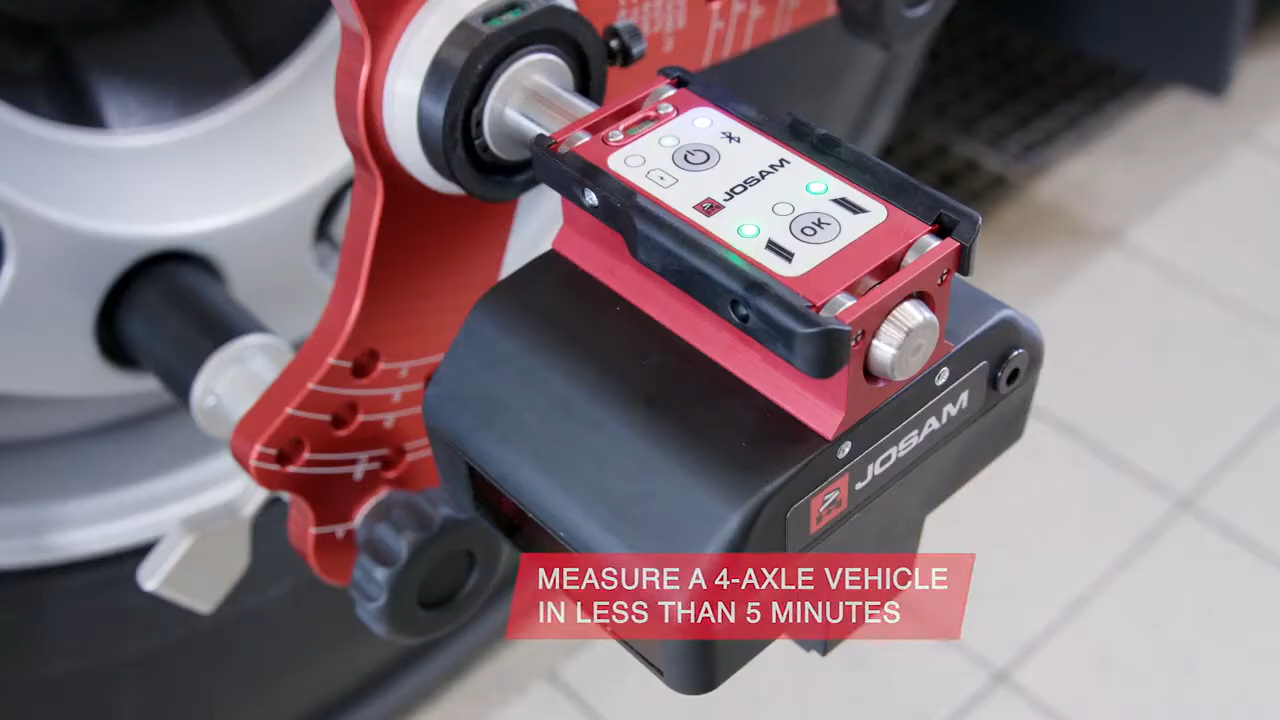 JOSAM
OK
JOSAM
MEASURE A 4-AXLE VEHICLE
IN LESS THAN 5 MINUTES